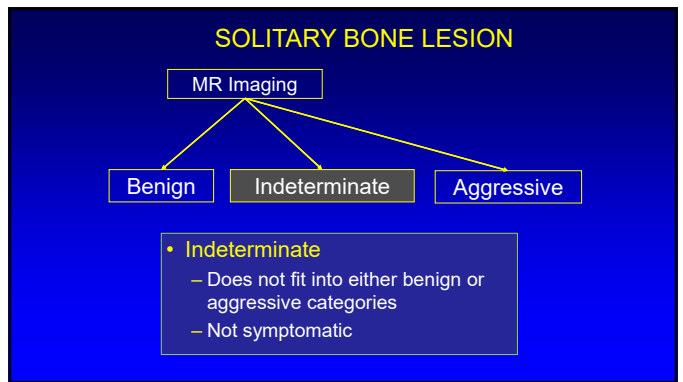 SOLITARY BONE LESION
MR Imaging
Benign
Indeterminate
Aggressive
• Indeterminate
– Does not fit into either benign or
aggressive categories
– Not symptomatic